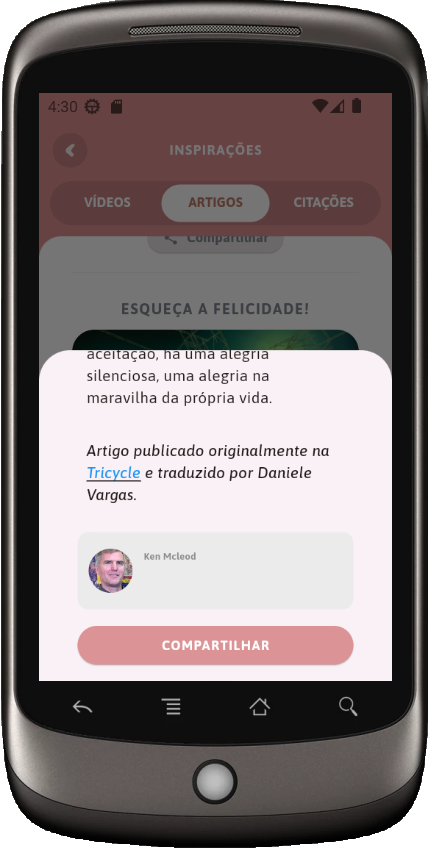 4:30
INSPIRAÇÕES
VÍDEOS ARTIGOS CITAÇÕES
Compartilhar
ESQUEÇA A FELICIDADE!
aceitação, há uma alegria
silenciosa, uma alegria na
maravilha da própria vida.
Artigo publicado originalmente na
Tricycle e traduzido por Daniele
Vargas.
Ken Mcleod
COMPARTILHAR